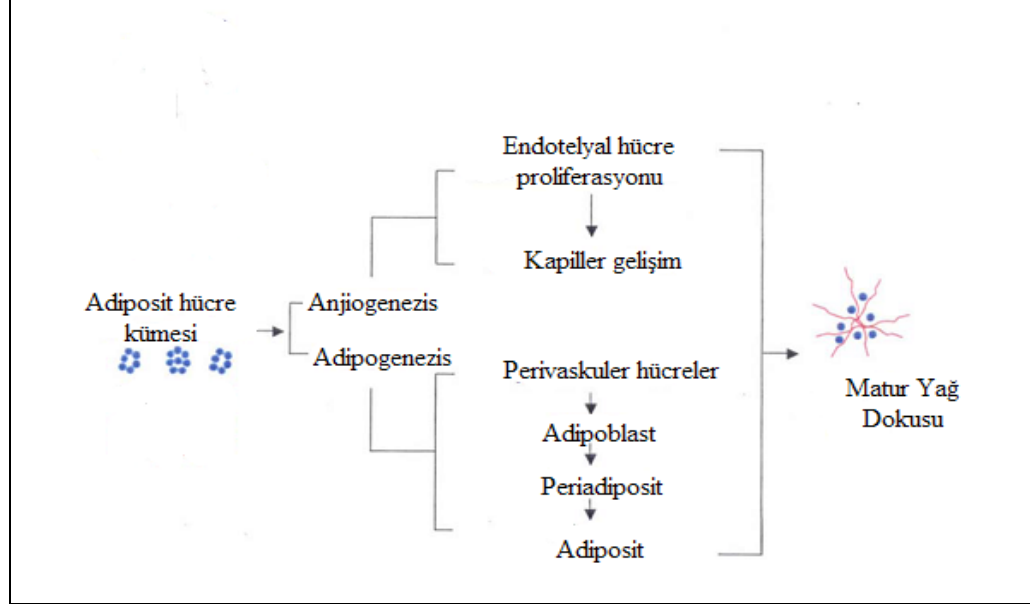 Endotelyal hücre
proliferasyonu
Kapiller gelişim
Adiposit hücre
kümesi
Anjiogenezis
Adipogenezis
Perivaskuler hücreler
Adipoblast
Periadiposit
Adiposit
Matur Yağ
Dokusu